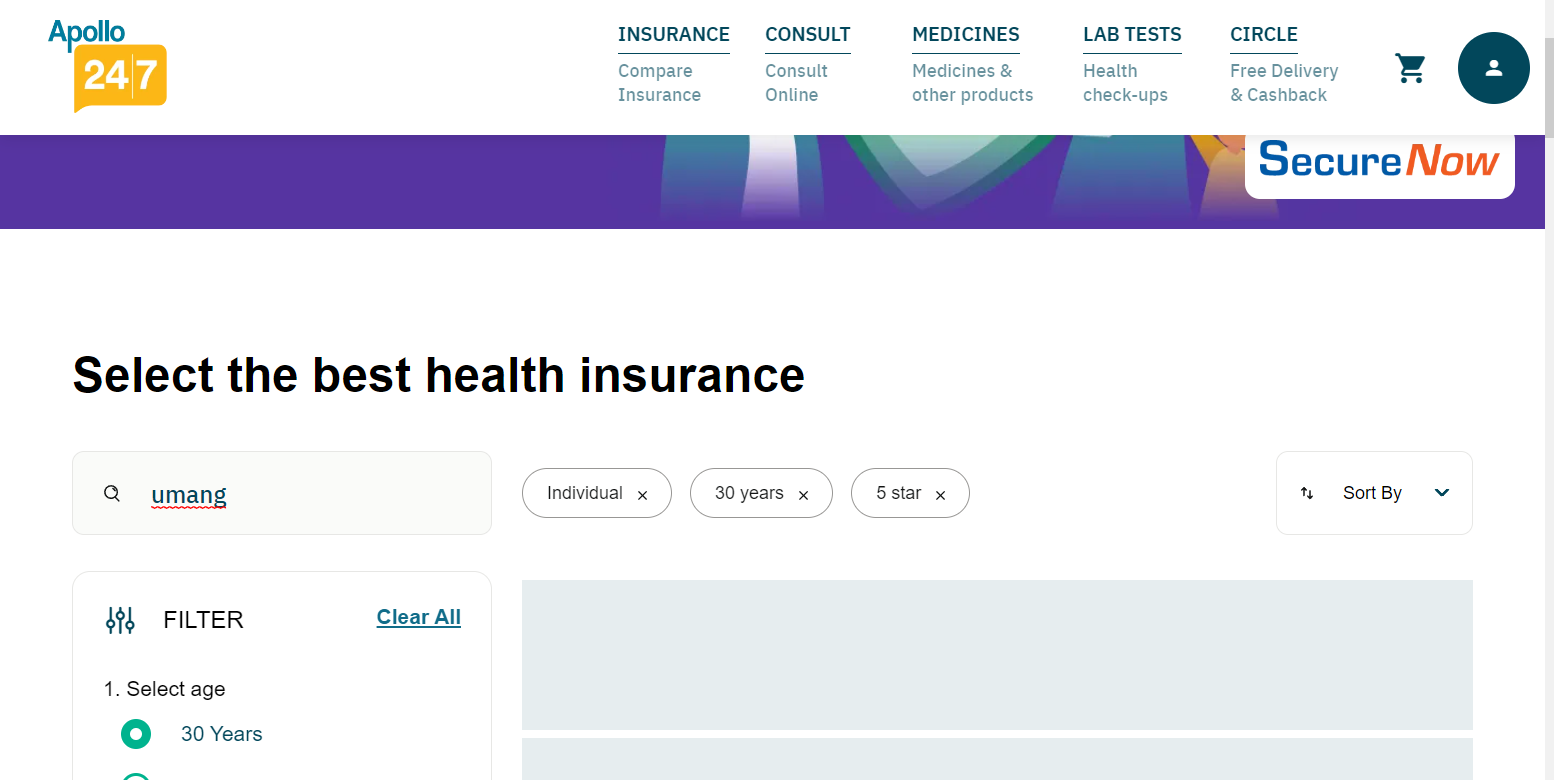 Apollo
24|7
INSURANCE
Compare
Insurance
CONSULT
Consult
Online
MEDICINES
Medicines &
other products
LAB TESTS
Health
check-ups
CIRCLE
Free Delivery
& Cashback
SecureNow
Select the best health insurance
umang
Individual ×
30 years ×
5 star ×
Sort By
FILTER
Clear All
1. Select age
30 Years